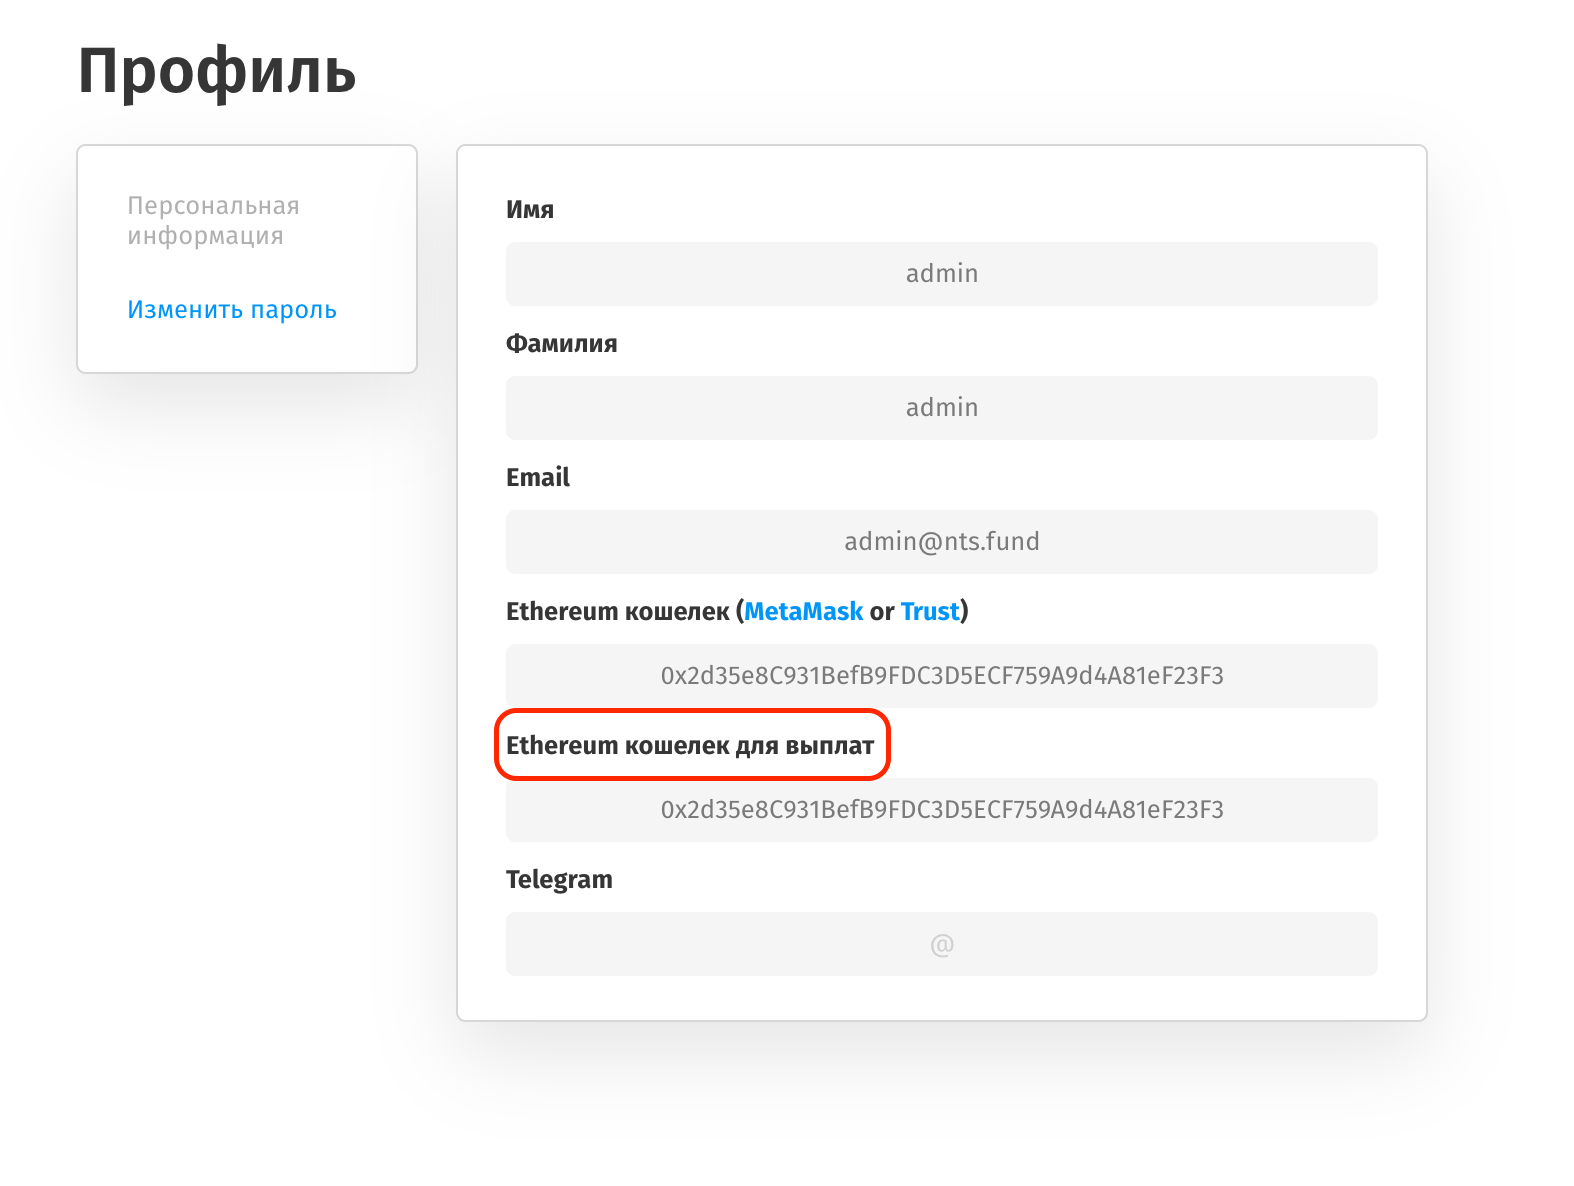 Профиль
Персональная
информация
Изменить пароль
Имя
admin
Фамилия
admin
Email
admin@nts.fund
Ethereum кошелек (MetaMask or Trust)
0x2d35e8C931BefB9FDC3D5ECF759A9d4A81eF23F3
Ethereum кошелек для выплат
0x2d35e8C931BefB9FDC3D5ECF759A9d4A81eF23F3
Telegram
@